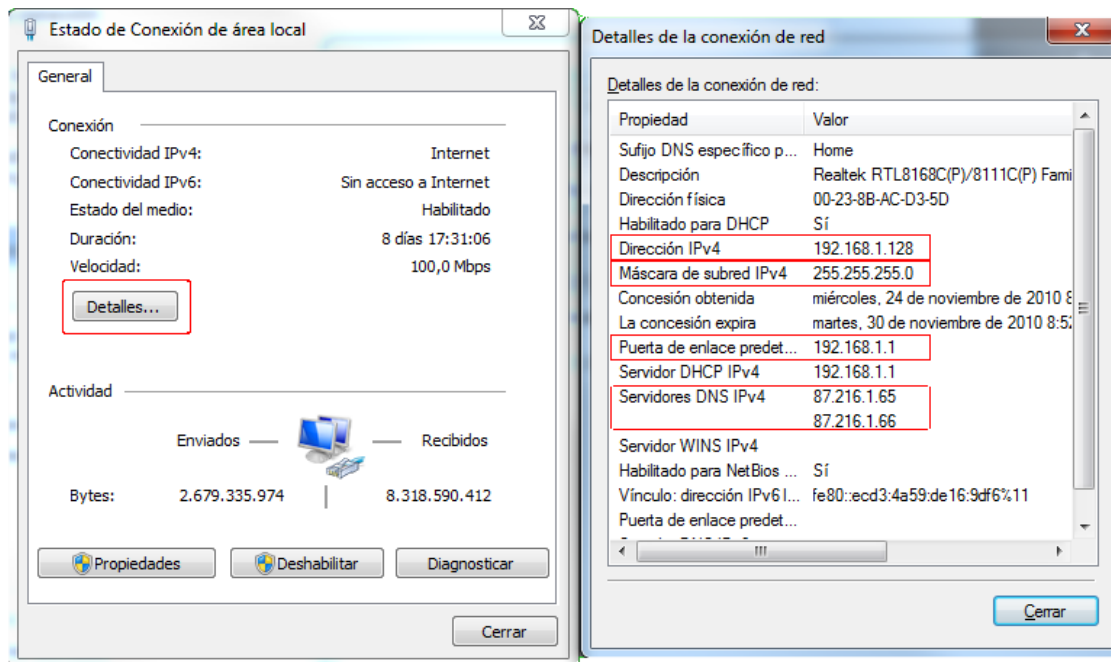 Estado de Conexión de área local
General
Conexión
Conectividad IPv4: Internet
Conectividad IPv6: Sin acceso a Internet
Estado del medio: Habilitado
Duración: 8 días 17:31:06
Velocidad: 100,0 Mbps
Detalles...
Actividad
Enviados Recibidos
Bytes: 2.679.335.974 8.318.590.412
Propiedades Deshabilitar Diagnosticar
Cerrar
Detalles de la conexión de red
Detalles de la conexión de red:
Propiedad Valor
Sufijo DNS específico p... Home
Descripción Realtek RTL8168C(P)/8111C(P) Fami
Dirección física 00-23-8B-AC-D3-5D
Habilitado para DHCP Sí
Dirección IPv4 192.168.1.128
Máscara de subred IPv4 255.255.255.0
Concesión obtenida miércoles, 24 de noviembre de 2010 8
La concesión expira martes, 30 de noviembre de 2010 8:52
Puerta de enlace predet... 192.168.1.1
Servidor DHCP IPv4 192.168.1.1
Servidores DNS IPv4 87.216.1.65
87.216.1.66
Servidor WINS IPv4
Habilitado para NetBios ... Sí
Vínculo: dirección IPv6 l... fe80::ecd3:4a59:de16:9df6%11
Puerta de enlace predet...
Cerrar